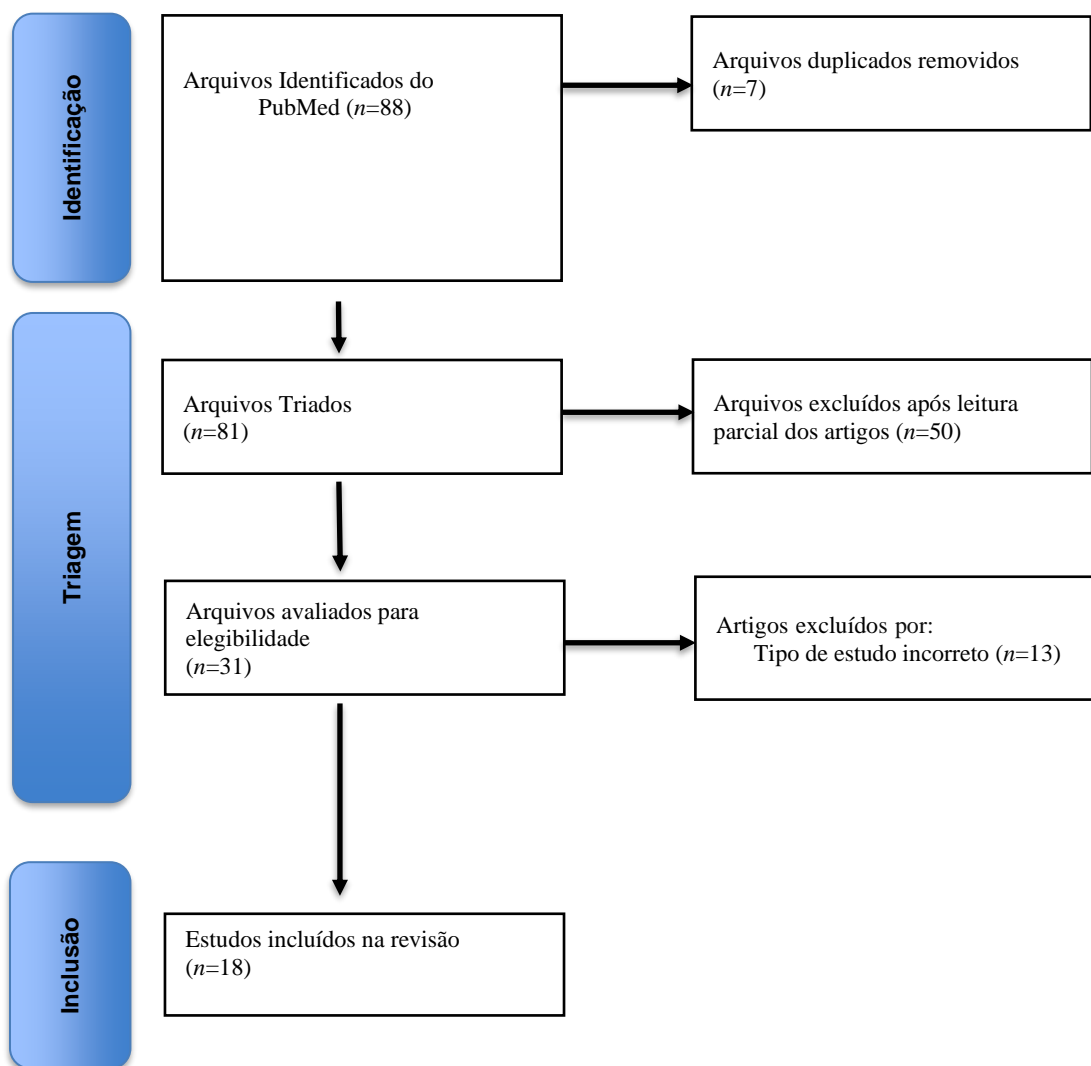 Identificação
Arquivos Identificados do
PubMed (n=88)
Arquivos duplicados removidos
(n=7)
Triagem
Arquivos Triados
(n=81)
Arquivos excluídos após leitura
parcial dos artigos (n=50)
Arquivos avaliados para
elegibilidade
(n=31)
Artigos excluídos por:
Tipo de estudo incorreto (n=13)
Inclusão
Estudos incluídos na revisão
(n=18)